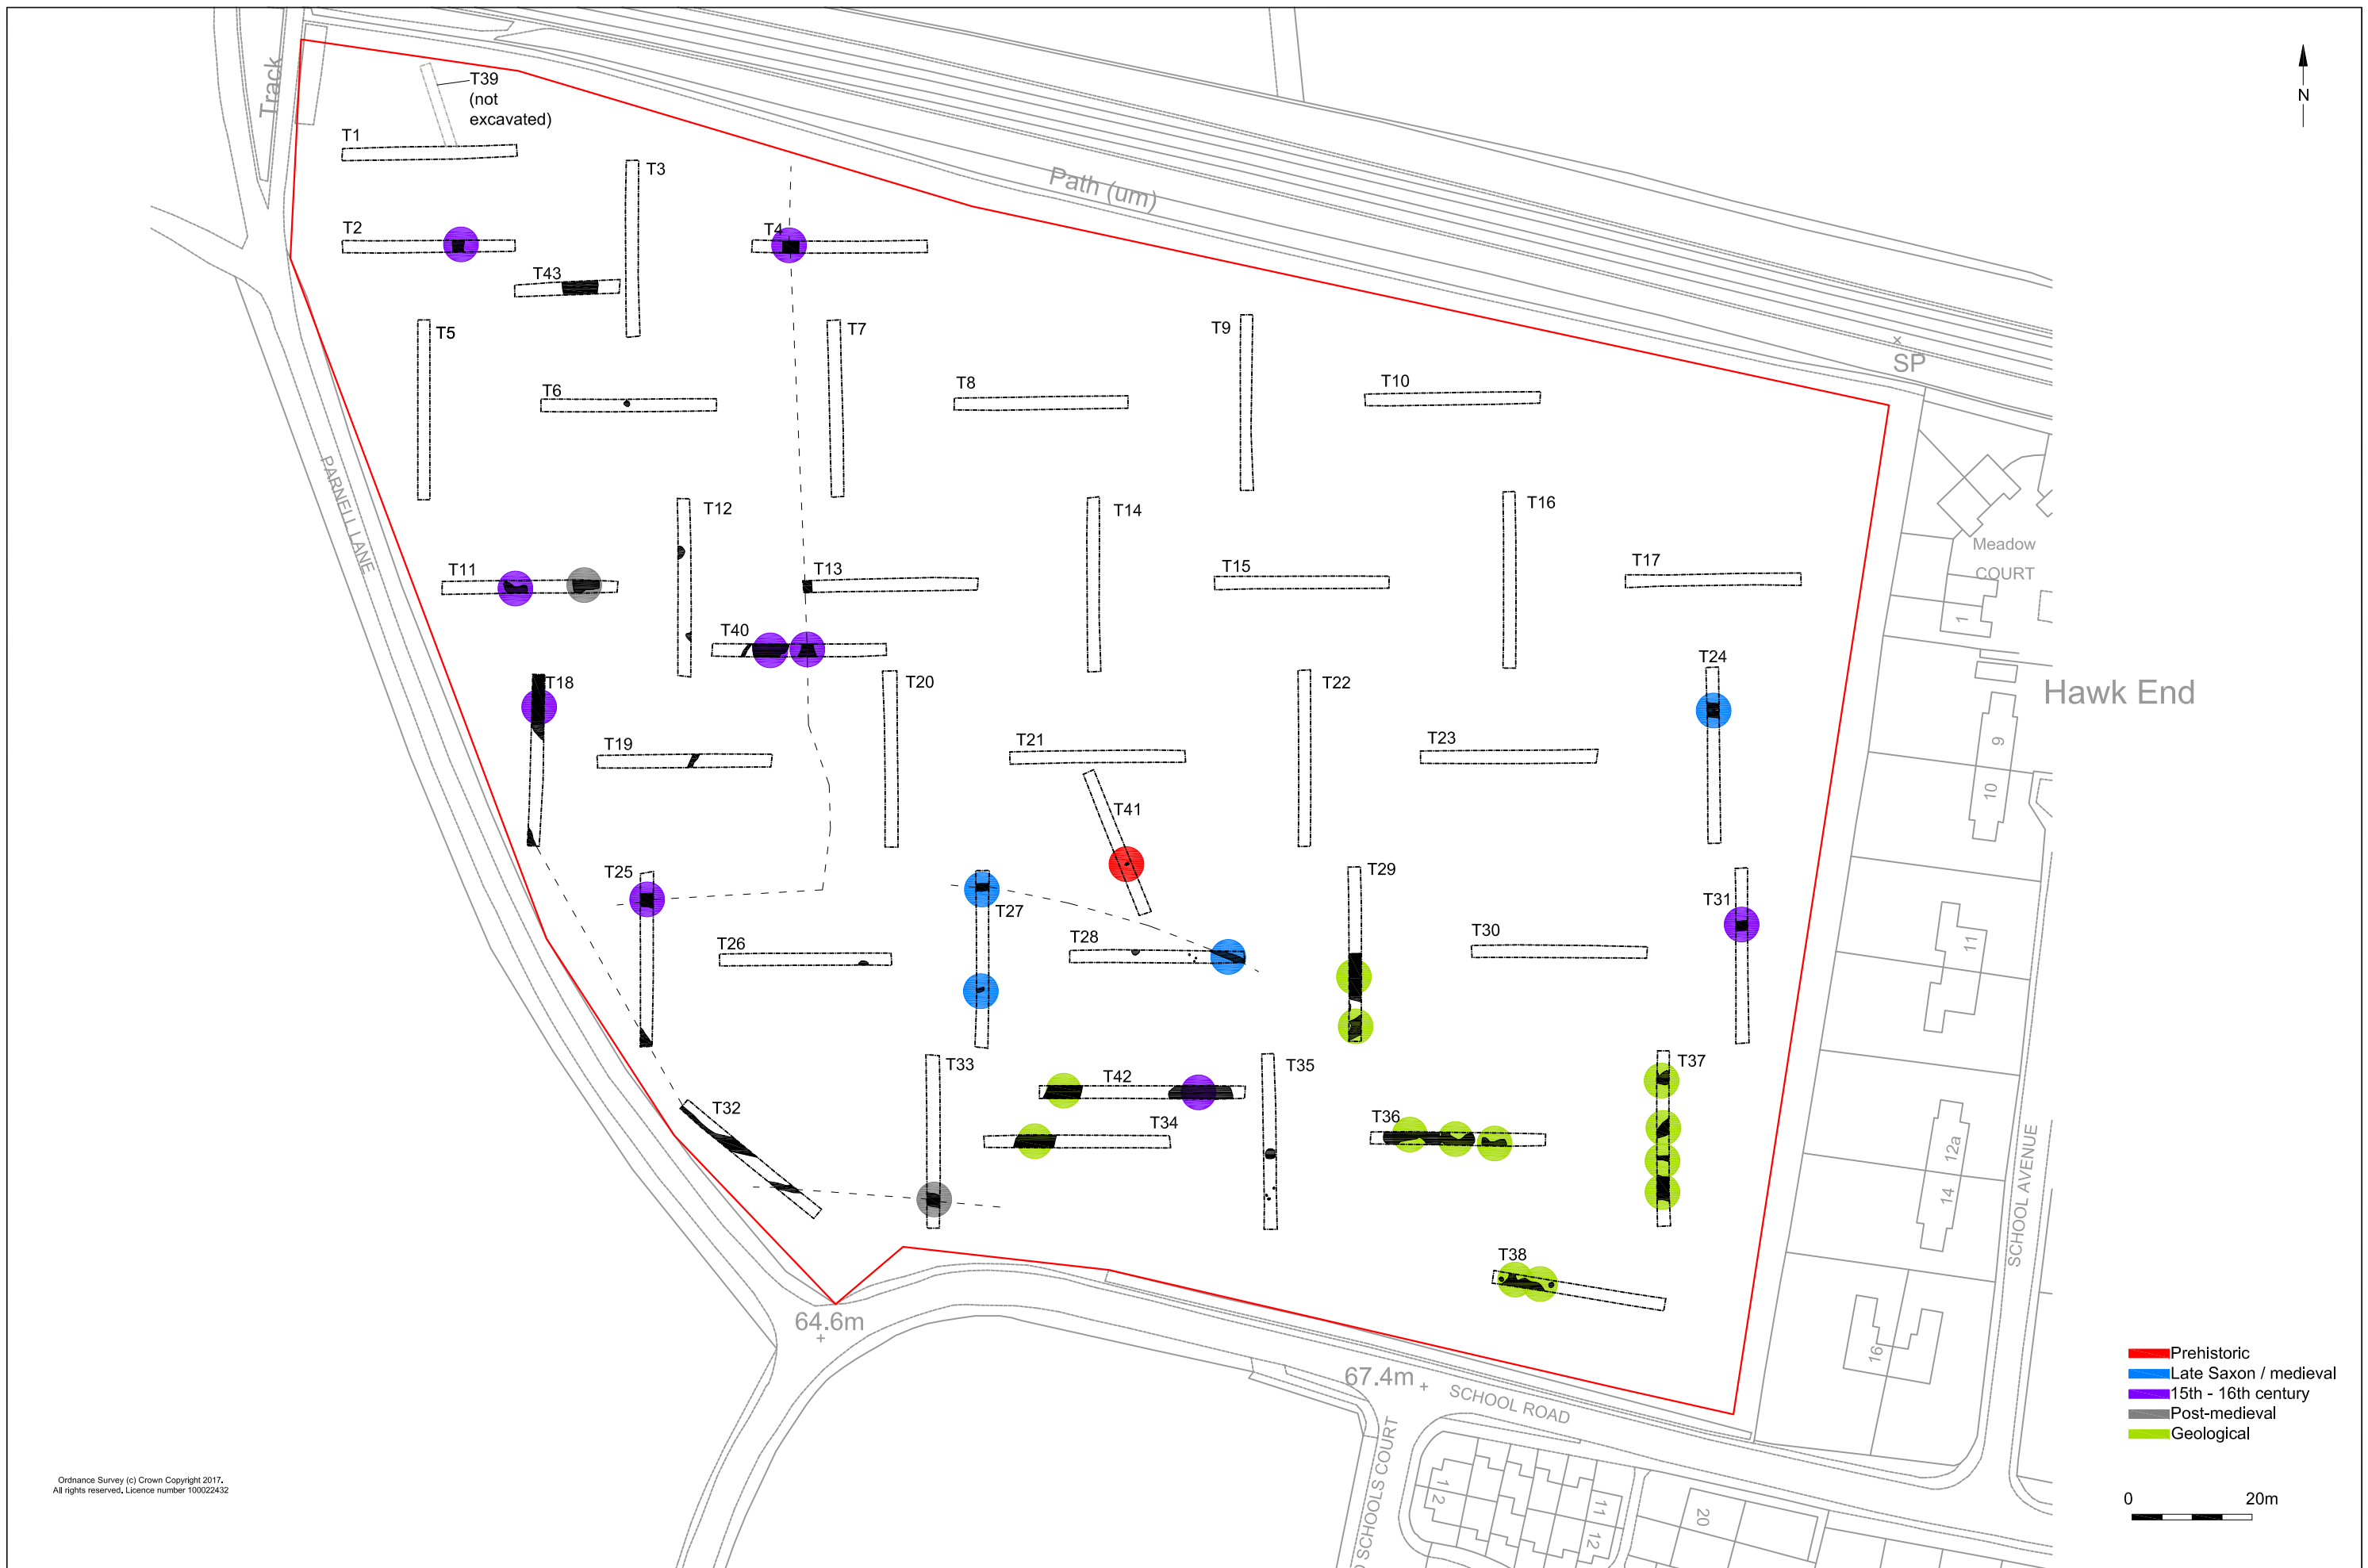 Track
T39
(not
excavated)
N
T1
T3
Path (um)
T2
T4
T43
T5
T7
T9
SP
T6
T8
T10
PARNELL LANE
T12
T14
T16
Meadow
COURT
T11
T13
T15
T17
1
T40
T18
T20
T22
T24
Hawk End
T19
T21
T23
9
10
T41
T25
T29
T27
T31
T26
T28
T30
11
T33
T42
T35
T37
T32
T34
T36
12a
14
SCHOOL AVENUE
T38
64.6m
16
67.4m
SCHOOL ROAD
SCHOOLS COURT
1
2
11
12
20
Prehistoric
Late Saxon / medieval
15th - 16th century
Post-medieval
Geological
0 20m
Ordnance Survey (c) Crown Copyright 2017.
All rights reserved. Licence number 100022432